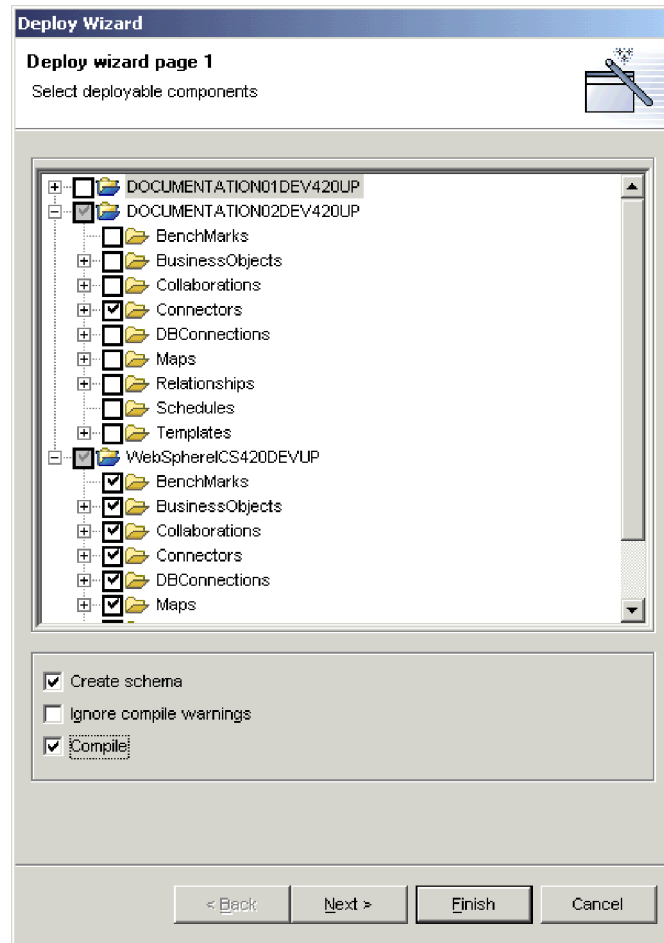 Deploy Wizard
Deploy wizard page 1
Select deployable components
DOCUMENTATION01DEV420UP
DOCUMENTATION02DEV420UP
BenchMarks
BusinessObjects
Collaborations
Connectors
DBConnections
Maps
Relationships
Schedules
Templates
WebSphereICS420DEVUP
BenchMarks
BusinessObjects
Collaborations
Connectors
DBConnections
Maps
Create schema
Ignore compile warnings
Compile
< Back
Next >
Finish
Cancel